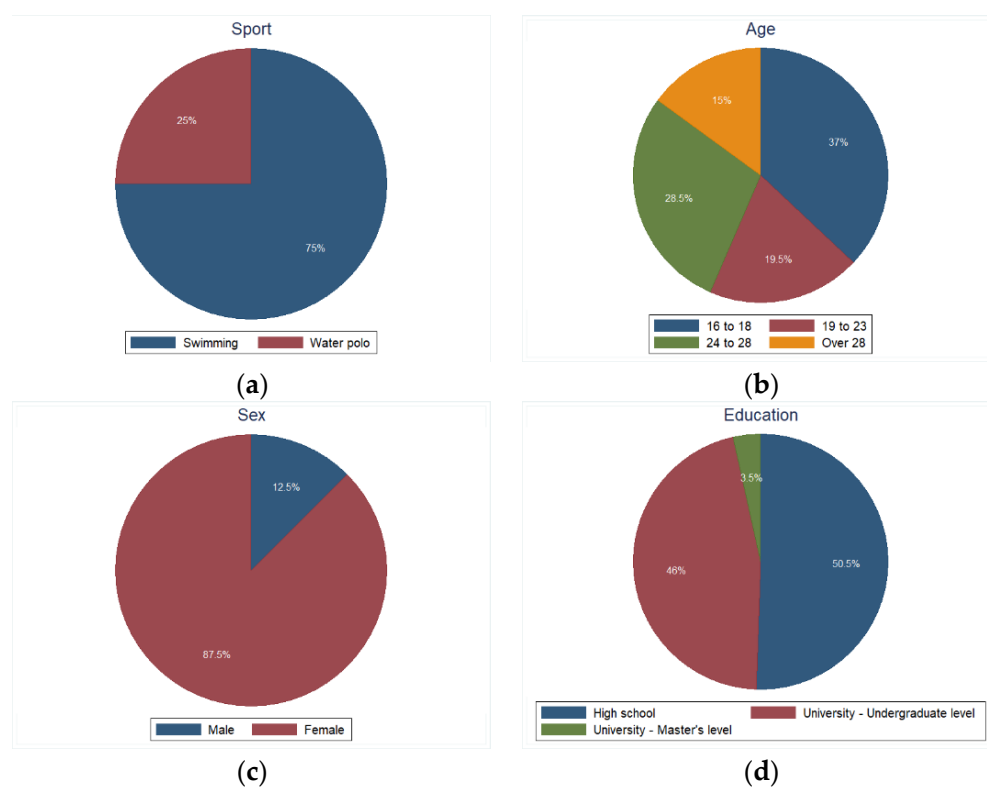 Sport
25%
75%
Swimming Water polo
(a)
Age
15%
37%
28.5%
19.5%
16 to 18 19 to 23
24 to 28 Over 28
(b)
Sex
12.5%
87.5%
Male Female
(c)
Education
3.5%
46%
50.5%
High school University - Undergraduate level
University - Master's level
(d)